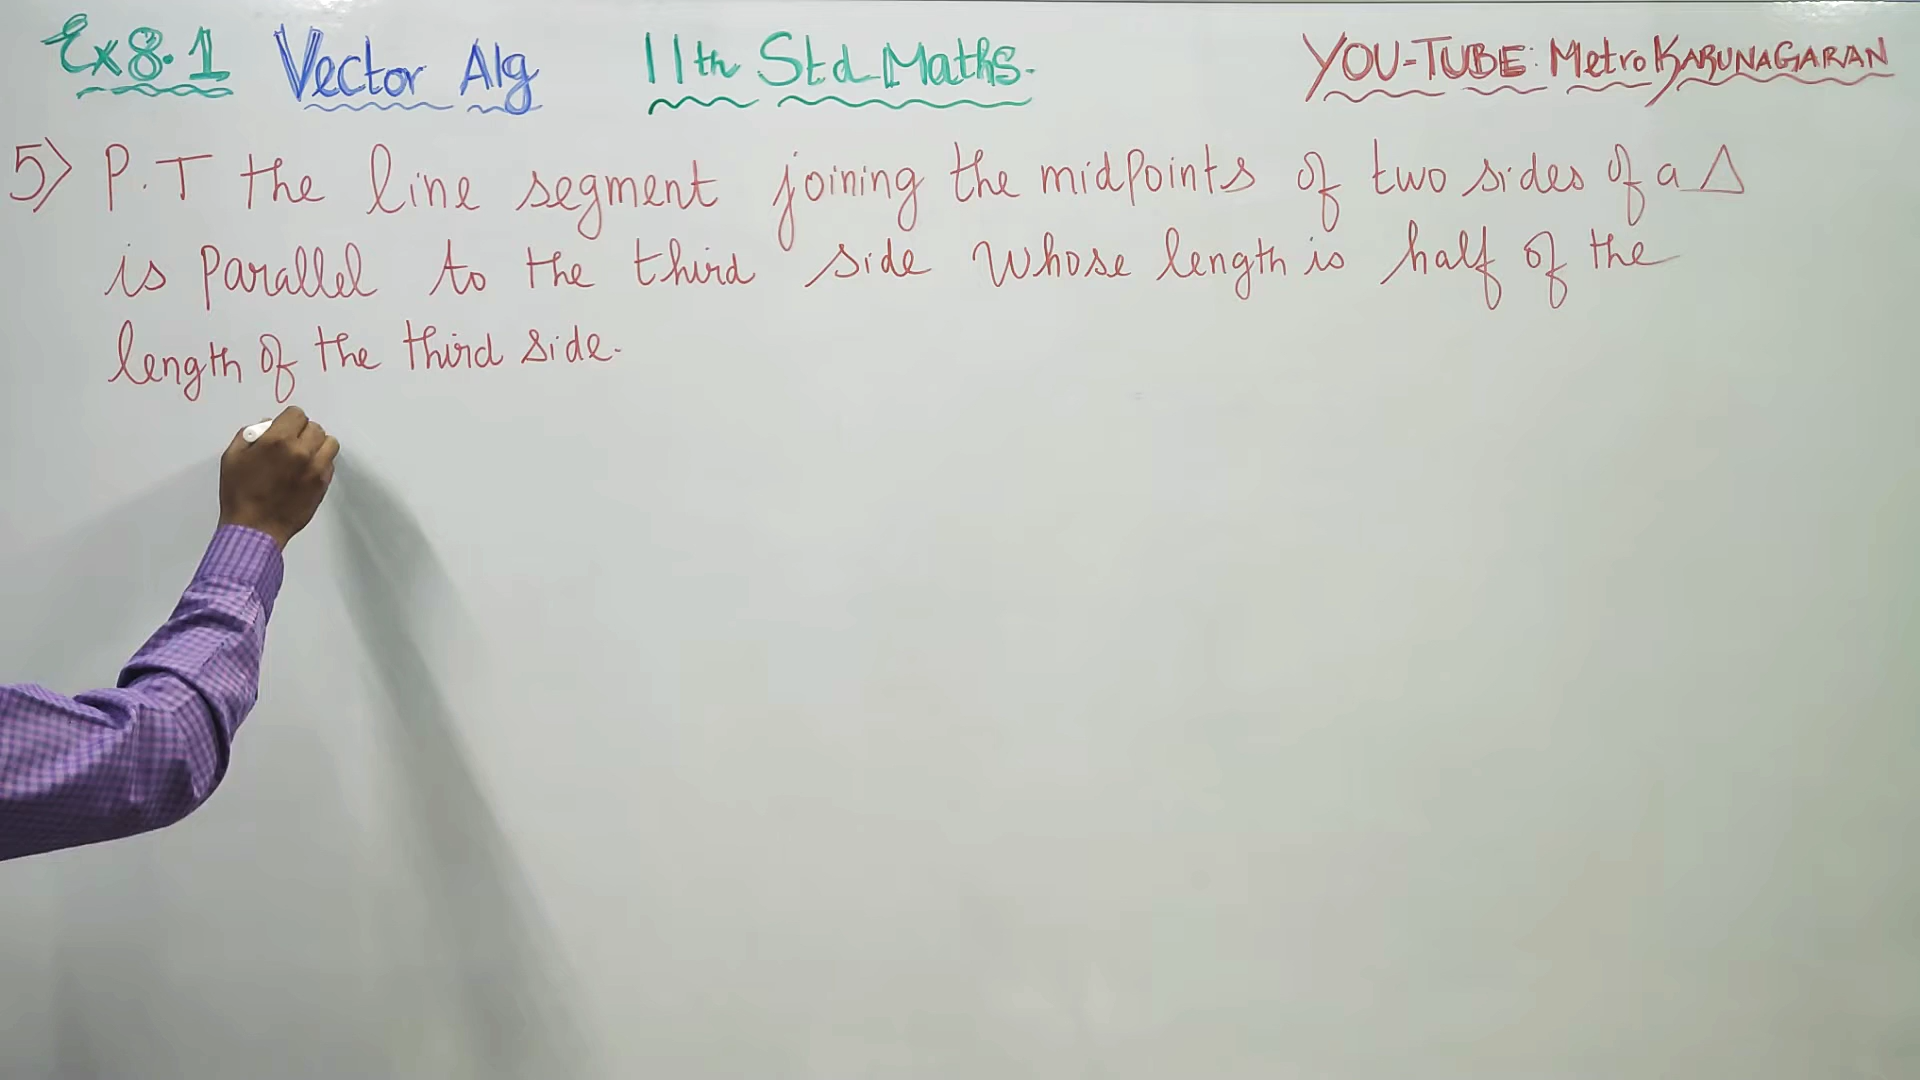 Ex 8.1 Vector Alg 11th Std Maths. YOU-TUBE: Metro KARUNAGARAN
5) P.T the line segment joining the midpoints of two sides of a △
is parallel to the third side whose length is half of the
length of the third side.